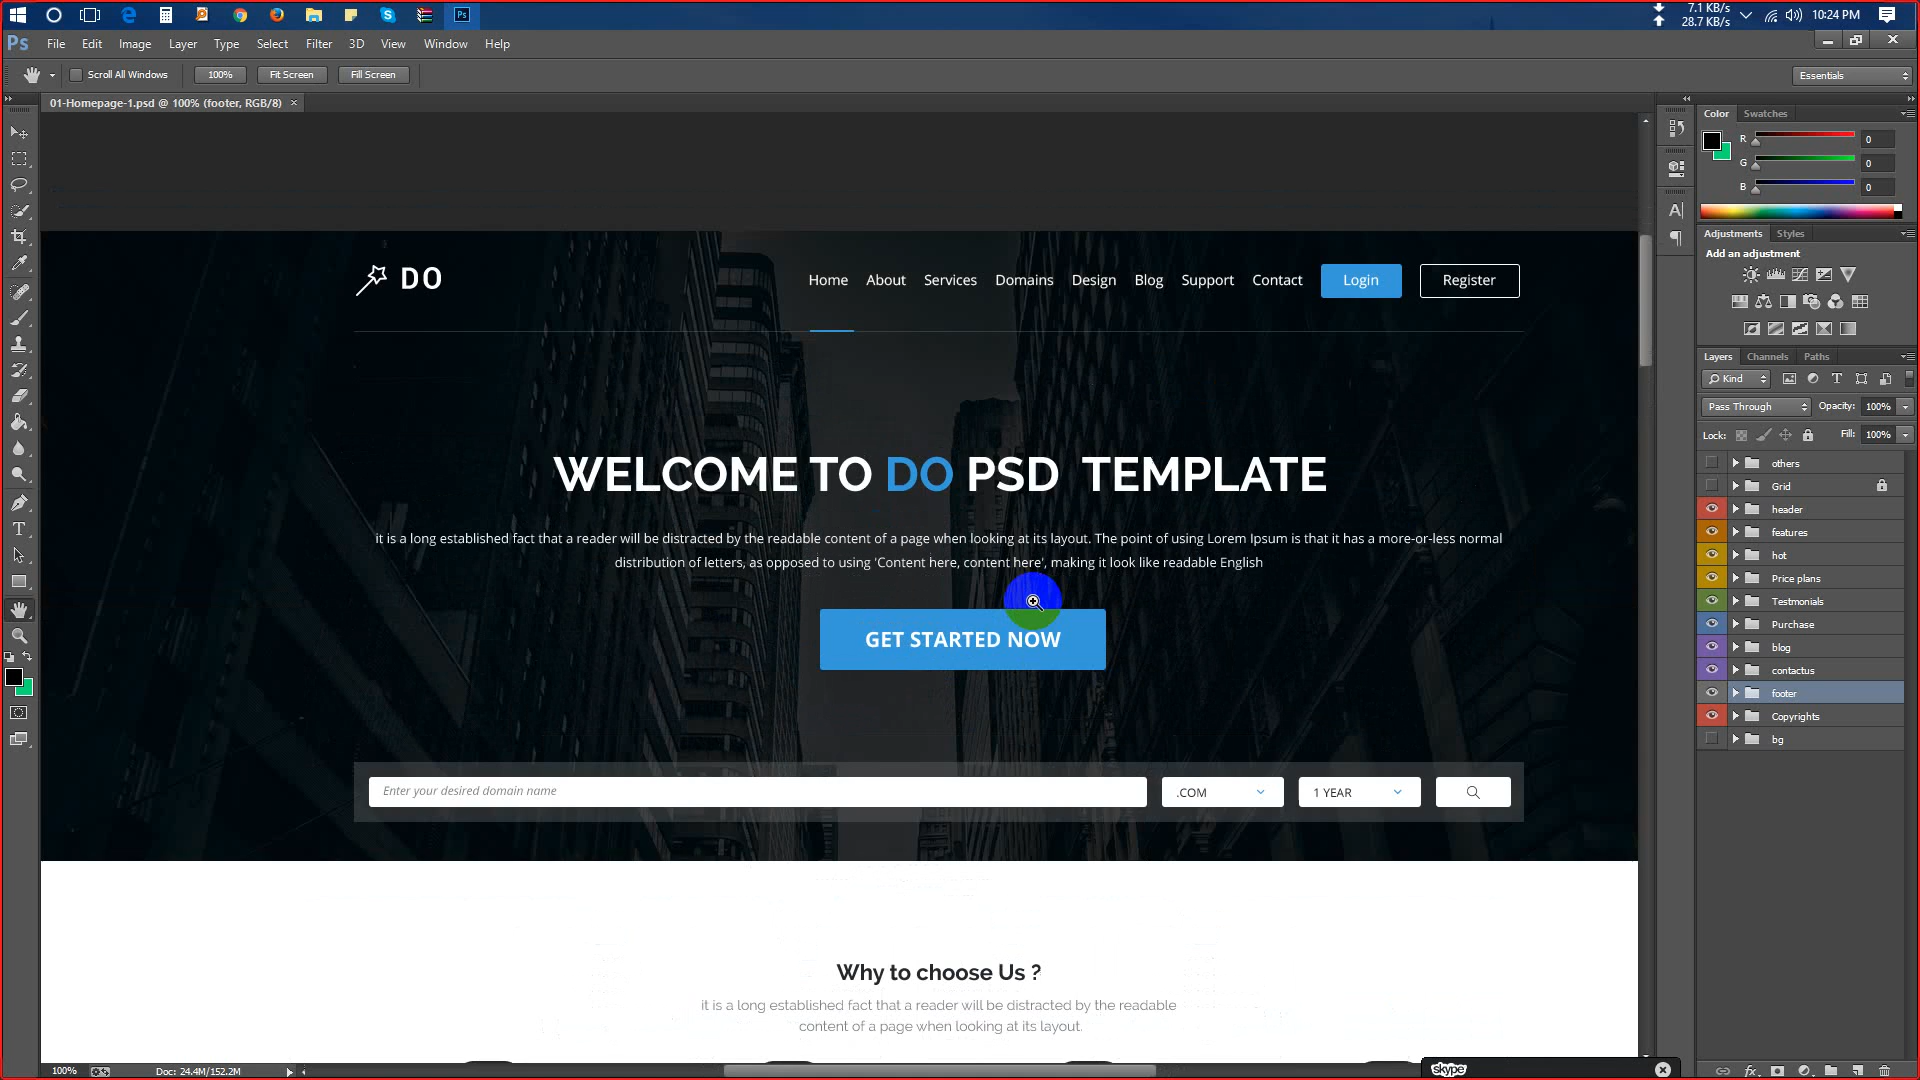 7.1 KB/s
28.7 KB/s
10:24 PM
Ps
File Edit Image Layer Type Select Filter 3D View Window Help
Scroll All Windows 100% Fit Screen Fill Screen Essentials
01-Homepage-1.psd @ 100% (footer, RGB/8) ×
DO
Home About Services Domains Design Blog Support Contact Login Register
WELCOME TO DO PSD TEMPLATE
it is a long established fact that a reader will be distracted by the readable content of a page when looking at its layout. The point of using Lorem Ipsum is that it has a more-or-less normal
distribution of letters, as opposed to using 'Content here, content here', making it look like readable English
GET STARTED NOW
Enter your desired domain name .COM 1 YEAR
Why to choose Us ?
it is a long established fact that a reader will be distracted by the readable
content of a page when looking at its layout.
Color Swatches
R 0
G 0
B 0
Adjustments Styles
Add an adjustment
Layers Channels Paths
Kind
Pass Through Opacity: 100%
Lock: Fill: 100%
others
Grid
header
features
hot
Price plans
Testmonials
Purchase
blog
contactus
footer
Copyrights
bg
100% Doc: 24.4M/152.2M
skype
fx